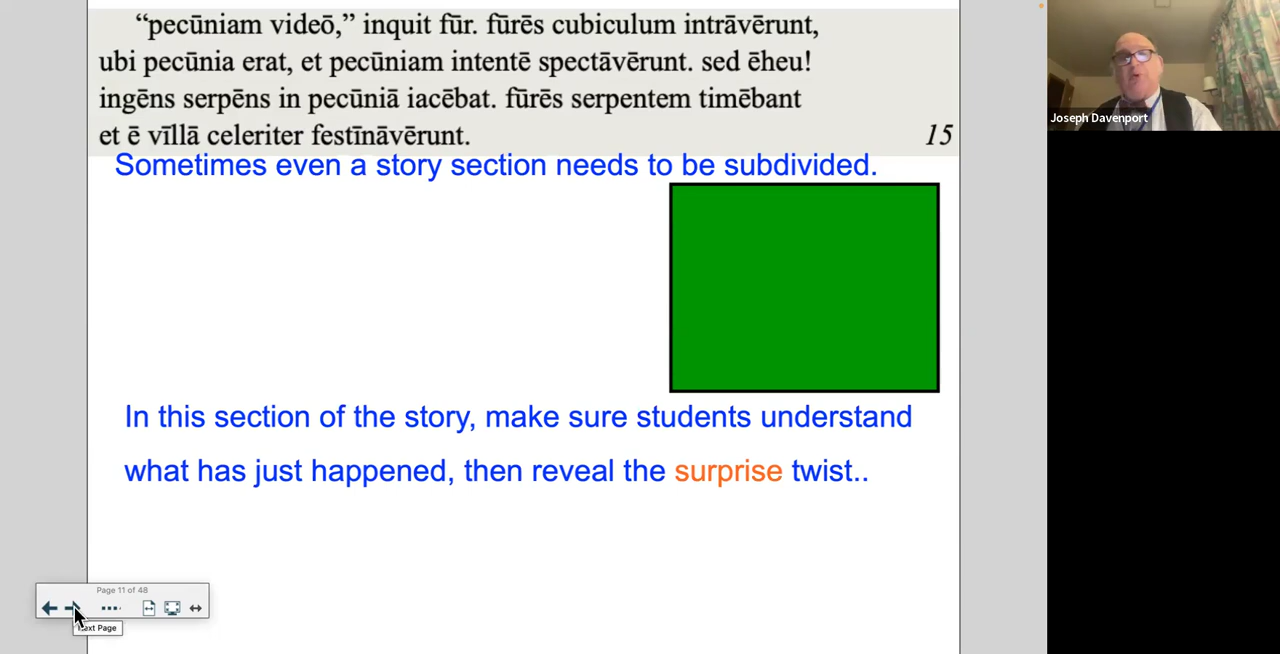 “pecūniam videō,” inquit fūr. fūrēs cubiculum intrāvērunt,
ubi pecūnia erat, et pecūniam intentē spectāvērunt. sed ēheu!
ingēns serpēns in pecūniā iacēbat. fūrēs serpentem timēbant
et ē vīllā celeriter festīnāvērunt.
15
Sometimes even a story section needs to be subdivided.
In this section of the story, make sure students understand
what has just happened, then reveal the surprise twist..
Joseph Davenport
Page 11 of 48
Page